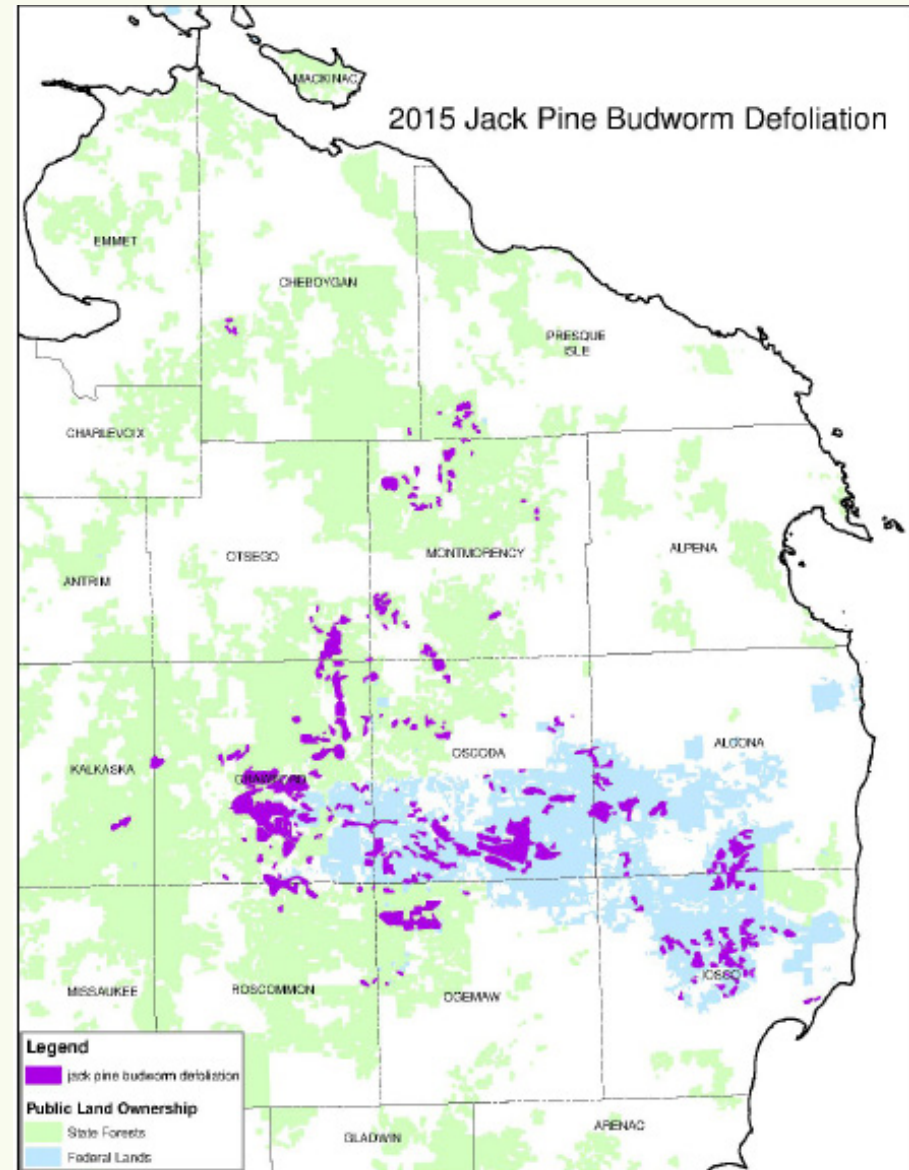 MACKINAC
2015 Jack Pine Budworm Defoliation
EMMET
CHEBOYGAN
PRESQUE
ISLE
CHARLEVOIX
OTSEGO
MONTMORENCY
ALPENA
ANTRIM
KALKASKA
CRAWFORD
OSCODA
ALCONA
MISSAUKEE
ROSCOMMON
OGEMAW
IOSCO
Legend
jack pine budworm defoliation
Public Land Ownership
State Forests
Federal Lands
GLADWIN
ARENAC